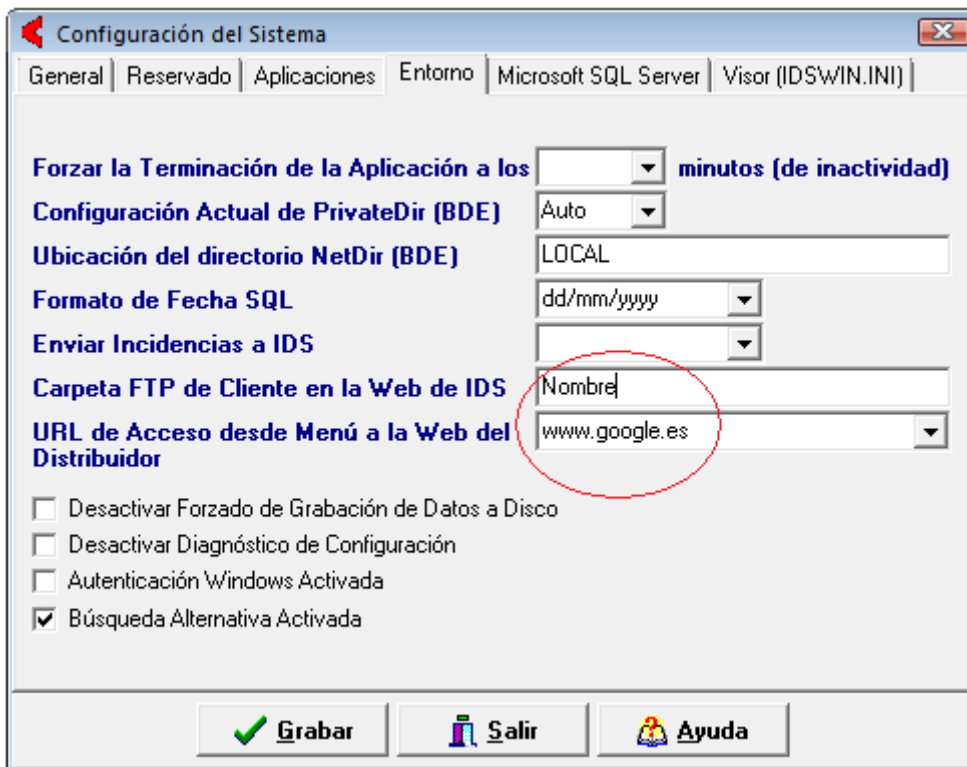 Configuración del Sistema
General Reservado Aplicaciones Entorno Microsoft SQL Server Visor (IDSWIN.INI)
Forzar la Terminación de la Aplicación a los minutos (de inactividad)
Configuración Actual de PrivateDir (BDE) Auto
Ubicación del directorio NetDir (BDE) LOCAL
Formato de Fecha SQL dd/mm/yyyy
Enviar Incidencias a IDS
Carpeta FTP de Cliente en la Web de IDS Nombre
URL de Acceso desde Menú a la Web del www.google.es
Distribuidor
Desactivar Forzado de Grabación de Datos a Disco
Desactivar Diagnóstico de Configuración
Autenticación Windows Activada
Búsqueda Alternativa Activada
Grabar Salir Ayuda